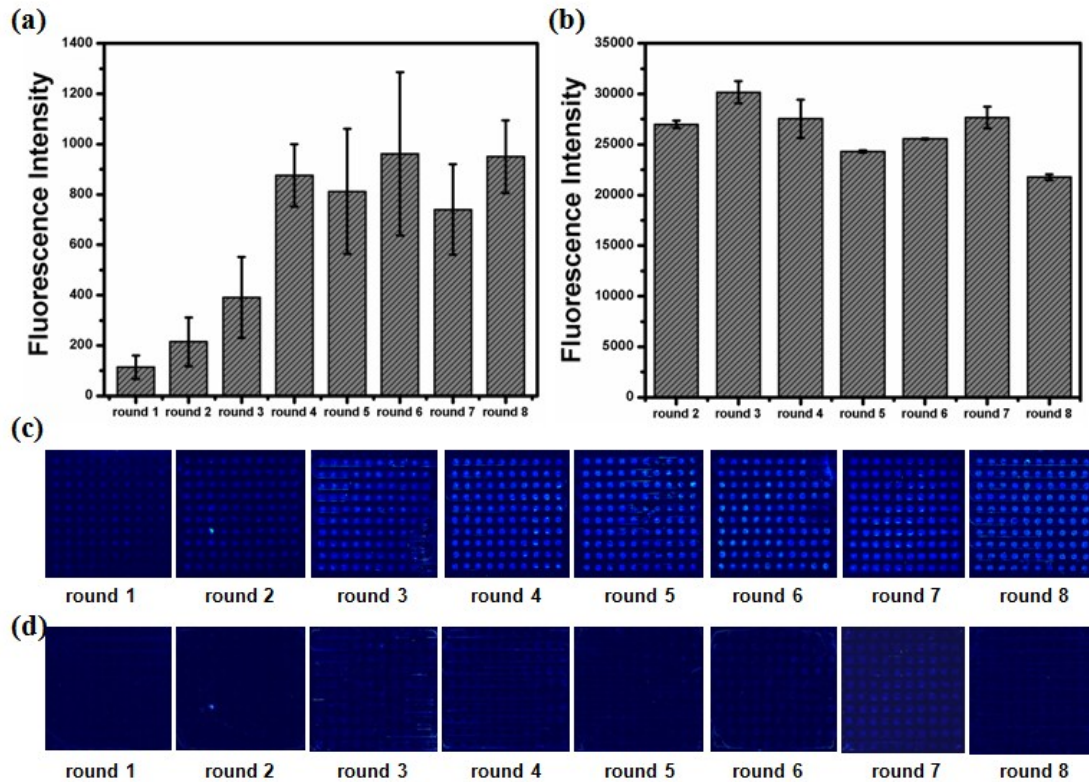 (a)
Fluorescence Intensity
1400
1200
1000
800
600
400
200
0
round 1 round 2 round 3 round 4 round 5 round 6 round 7 round 8
(b)
Fluorescence Intensity
35000
30000
25000
20000
15000
10000
5000
0
round 2 round 3 round 4 round 5 round 6 round 7 round 8
(c)
round 1 round 2 round 3 round 4 round 5 round 6 round 7 round 8
(d)
round 1 round 2 round 3 round 4 round 5 round 6 round 7 round 8